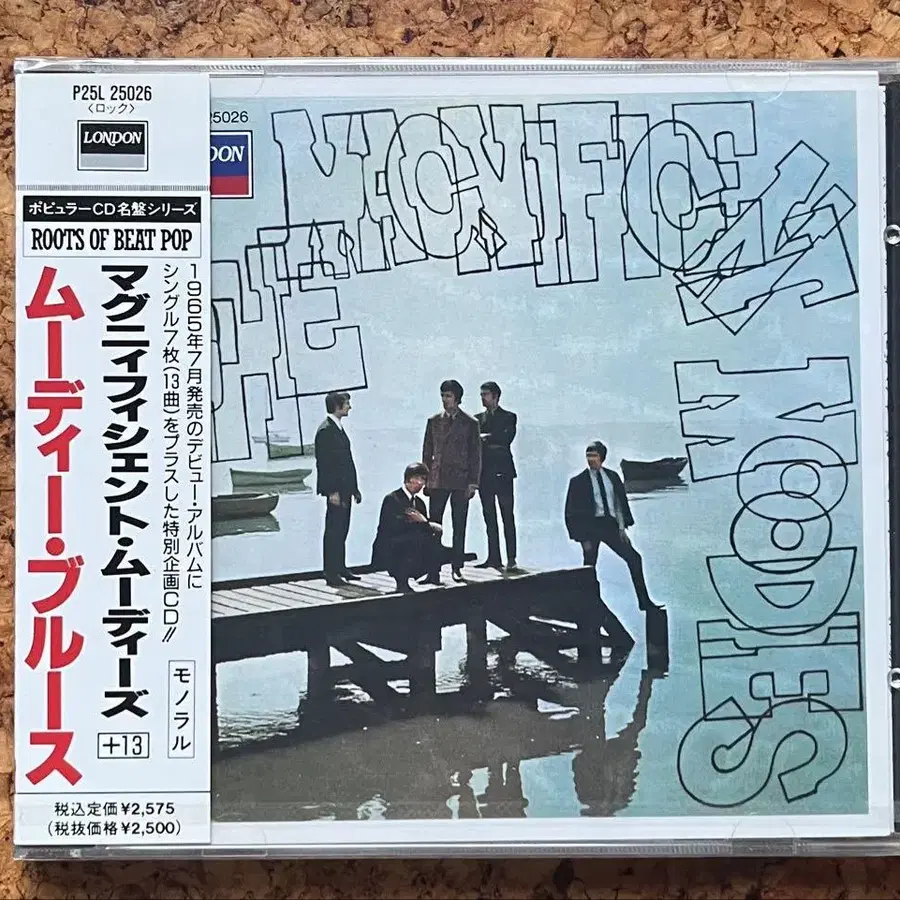 P25L 25026
〈ロック〉
LONDON
ポピュラーCD名盤シリーズ
ROOTS OF BEAT POP
1965年7月発売のデビュー・アルバムに
シングル7枚(13曲)をプラスした特別企画CD!!
モノラル
マグニィフィシェント・ムーディーズ
+13
ムーディー・ブルース
税込定価¥2,575
(税抜価格¥2,500)
25026
DON
THE
MAGNIFICENT
MOODIES